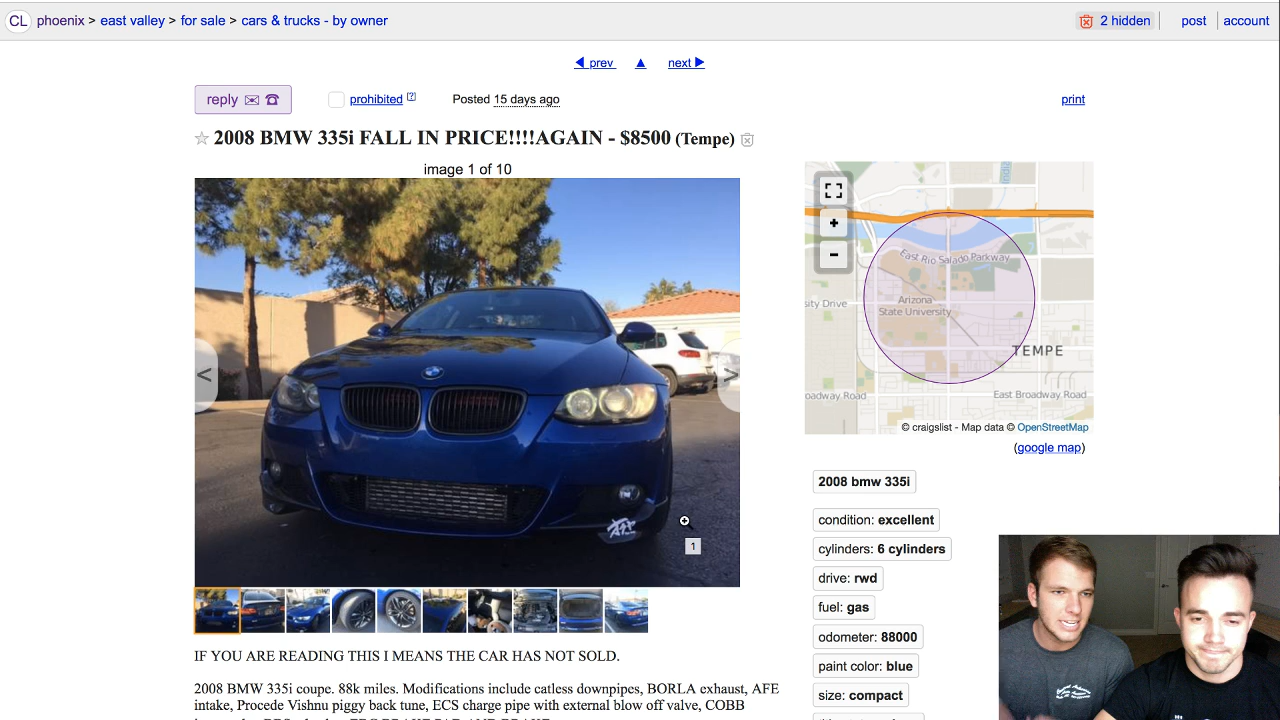 CL phoenix > east valley > for sale > cars & trucks - by owner 2 hidden post account
◀ prev ▲ next ▶
reply prohibited [?] Posted 15 days ago print
☆ 2008 BMW 335i FALL IN PRICE!!!!AGAIN - $8500 (Tempe)
image 1 of 10
<
>
1
+
−
East Rio Salado Parkway
sity Drive
Arizona
State University
TEMPE
oadway Road
East Broadway Road
© craigslist - Map data © OpenStreetMap
(google map)
2008 bmw 335i
condition: excellent
cylinders: 6 cylinders
drive: rwd
fuel: gas
odometer: 88000
paint color: blue
size: compact
IF YOU ARE READING THIS I MEANS THE CAR HAS NOT SOLD.
2008 BMW 335i coupe. 88k miles. Modifications include catless downpipes, BORLA exhaust, AFE
intake, Procede Vishnu piggy back tune, ECS charge pipe with external blow off valve, COBB